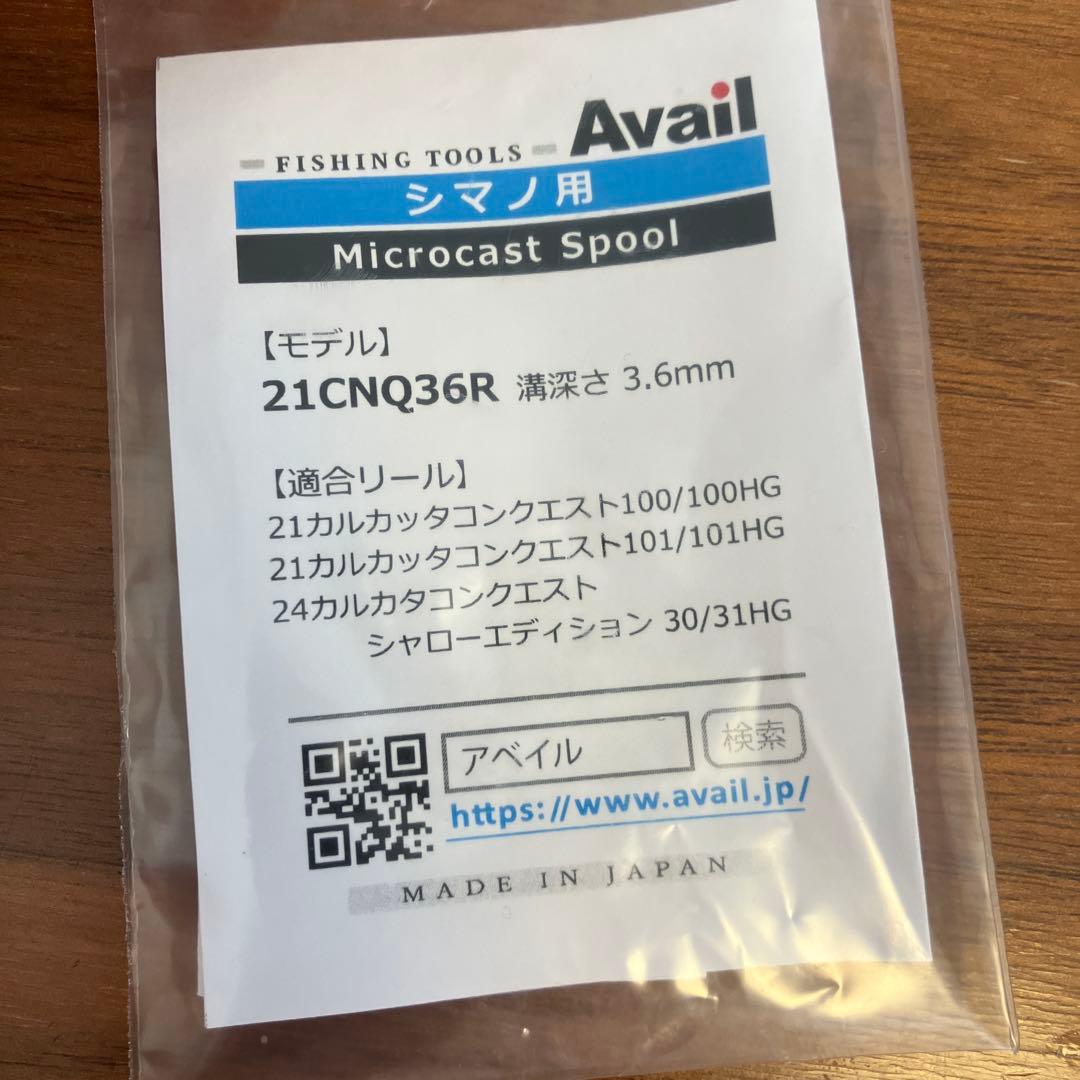 Avail
FISHING TOOLS
シマノ用
Microcast Spool
【モデル】
21CNQ36R 溝深さ 3.6mm
【適合リール】
21カルカッタコンクエスト100/100HG
21カルカッタコンクエスト101/101HG
24カルカタコンクエスト
シャローエディション 30/31HG
アベイル 検索
https://www.avail.jp/
MADE IN JAPAN